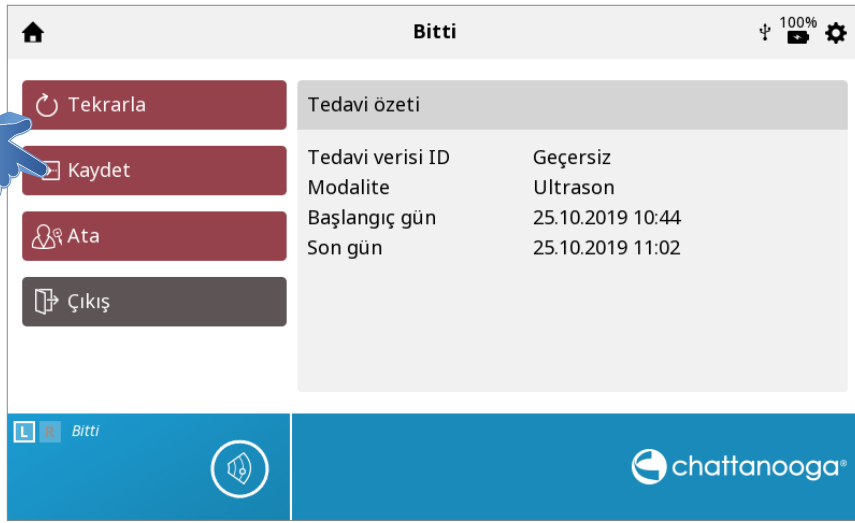 Bitti
100%
Tekrarla
Kaydet
Ata
Çıkış
Tedavi özeti
Tedavi verisi ID Geçersiz
Modalite Ultrason
Başlangıç gün 25.10.2019 10:44
Son gün 25.10.2019 11:02
L R Bitti
chattanooga®